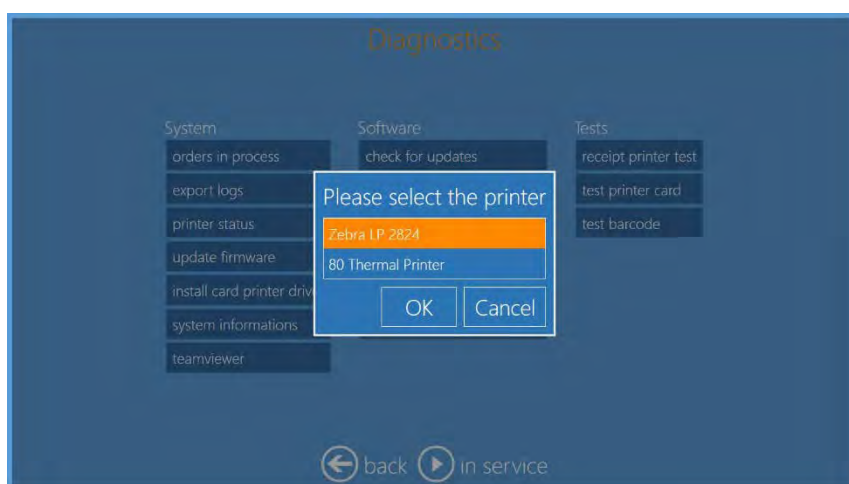 Diagnostics
System
orders in process
export logs
printer status
update firmware
install card printer driv
system informations
teamviewer
Software
check for updates
Tests
receipt printer test
test printer card
test barcode
Please select the printer
Zebra LP 2824
80 Thermal Printer
OK Cancel
back in service